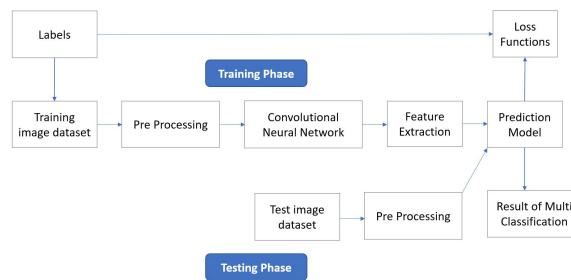 Labels
Loss
Functions
Training Phase
Training
image dataset
Pre Processing
Convolutional
Neural Network
Feature
Extraction
Prediction
Model
Test image
dataset
Pre Processing
Result of Multi
Classification
Testing Phase